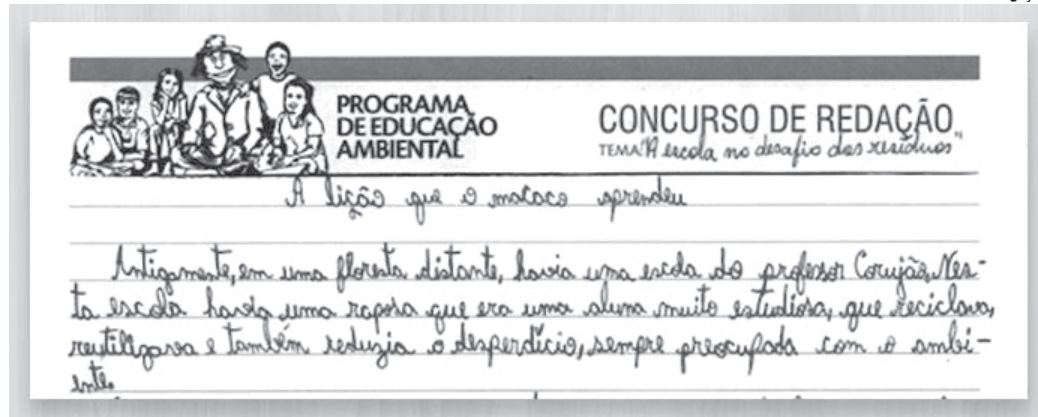 PROGRAMA
DE EDUCAÇÃO
AMBIENTAL
CONCURSO DE REDAÇÃO
TEMA: "A escola no desafio dos resíduos"
A lição que o macaco aprendeu
Antigamente, em uma floresta distante, havia uma escola do professor Corujão, Nes-
ta escola havia uma raposa que era uma aluna muito estudiosa, que reciclava,
reutilizava e também reduzia o desperdício, sempre preocupada com o ambi-
ente.